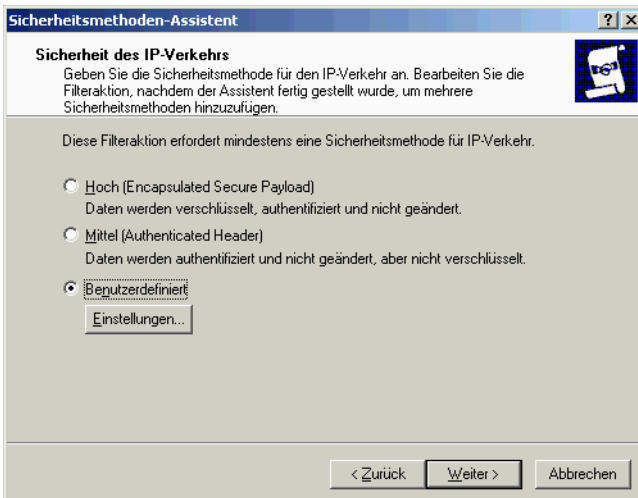 Sicherheitsmethoden-Assistent
Sicherheit des IP-Verkehrs
Geben Sie die Sicherheitsmethode für den IP-Verkehr an. Bearbeiten Sie die
Filteraktion, nachdem der Assistent fertig gestellt wurde, um mehrere
Sicherheitsmethoden hinzuzufügen.
Diese Filteraktion erfordert mindestens eine Sicherheitsmethode für IP-Verkehr.
Hoch (Encapsulated Secure Payload)
Daten werden verschlüsselt, authentifiziert und nicht geändert.
Mittel (Authenticated Header)
Daten werden authentifiziert und nicht geändert, aber nicht verschlüsselt.
Benutzerdefiniert
Einstellungen...
< Zurück Weiter > Abbrechen